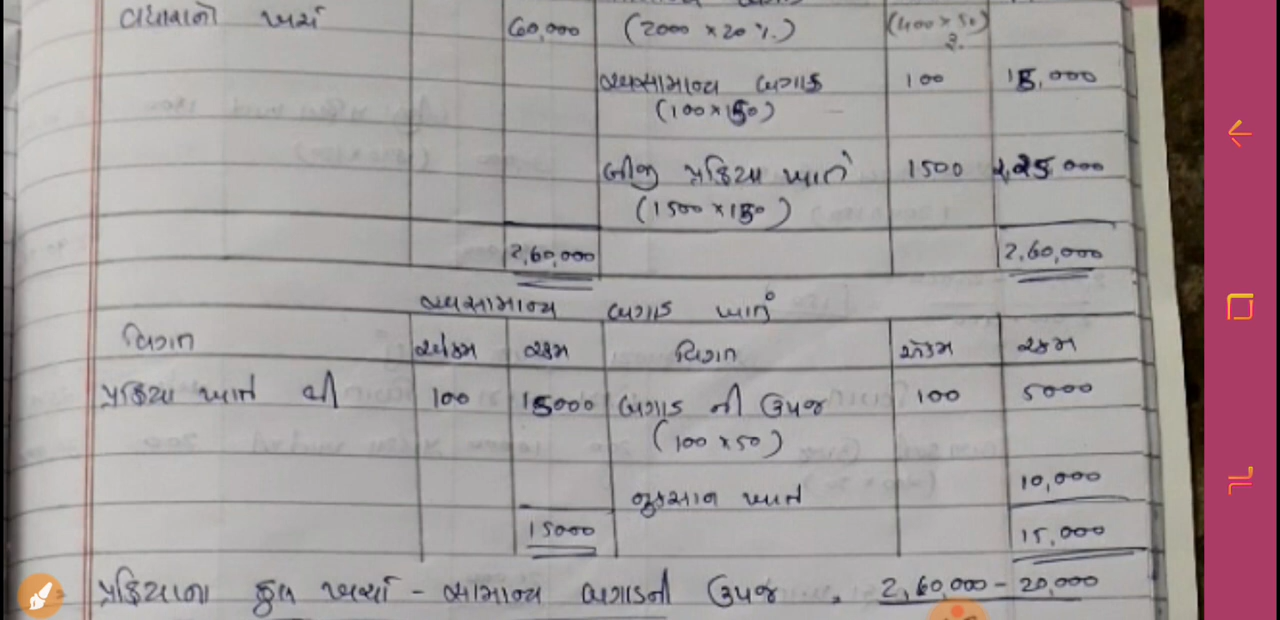 વધારાનો ખર્ચ 60,000 (2000 × 20 %.) (400 × 50)
અસામાન્ય બગાડ 100 15,000
(100 × 150)
બીજી પ્રક્રિયા ખાતે 1500 2,25,000
(1500 × 150)
2,60,000 2,60,000
અસામાન્ય બગાડ ખાતું
વિગત એકમ રકમ વિગત એકમ રકમ
પ્રક્રિયા ખાતે થી 100 15000 બગાડ ની ઉપજ 100 5000
(100 × 50)
નુકસાન ખાતે 10,000
15000 15,000
પ્રક્રિયાના કુલ ખર્ચા - સામાન્ય બગાડની ઉપજ = 2,60,000 - 20,000